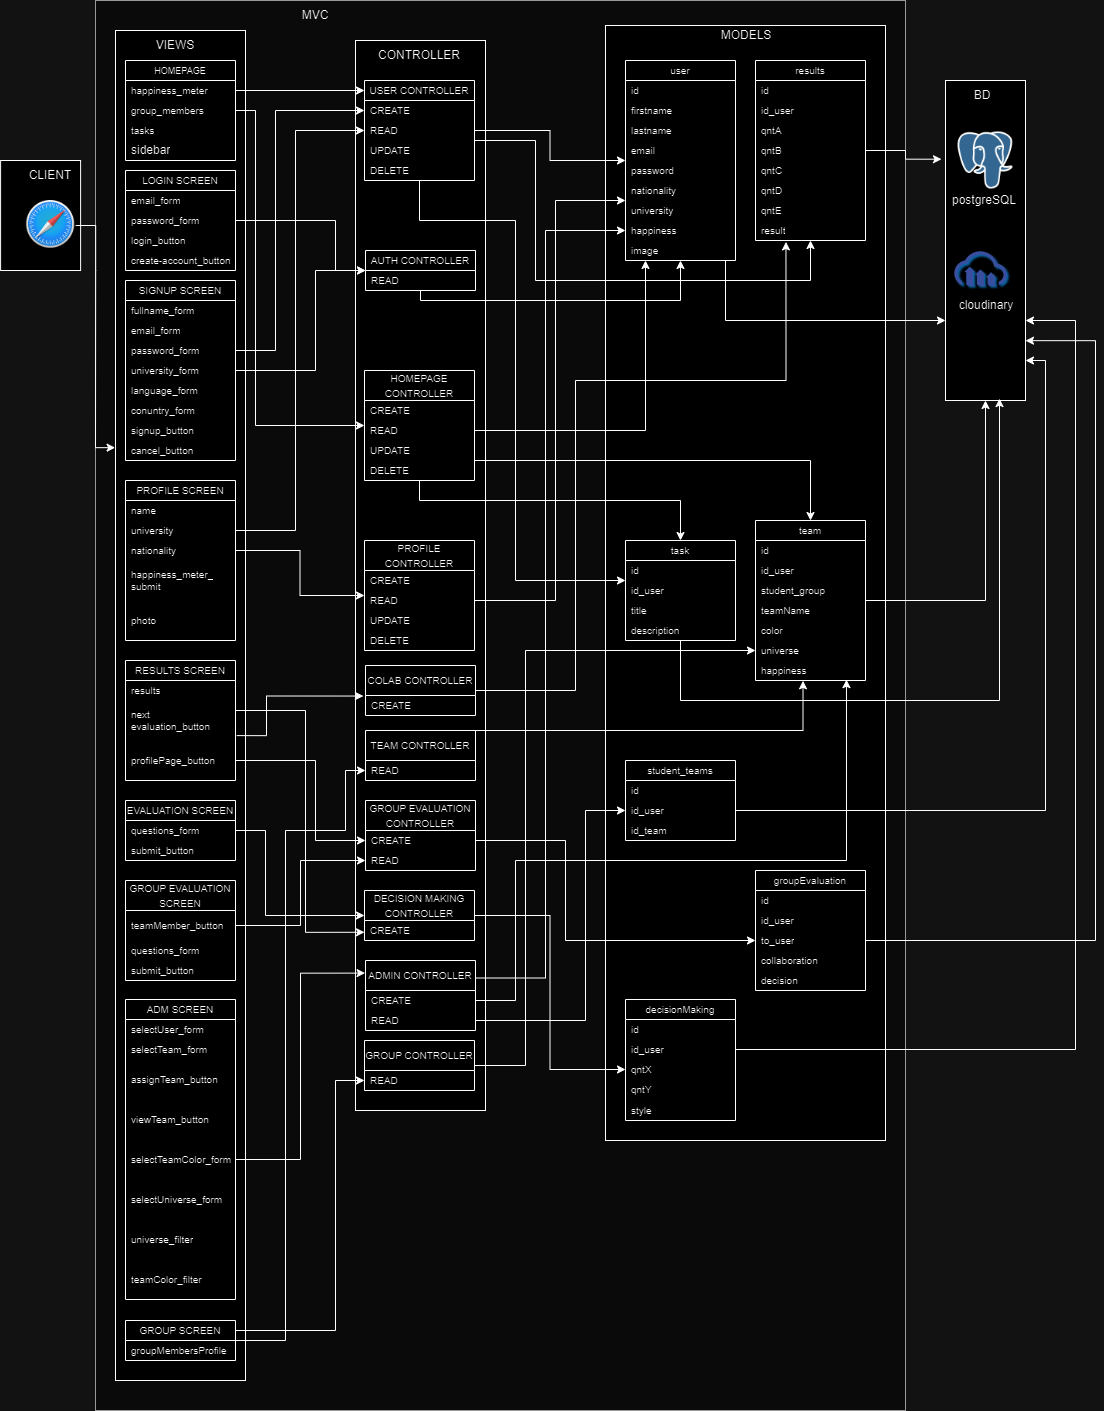 MVC
CLIENT
VIEWS
HOMEPAGE
happiness_meter
group_members
tasks
sidebar
LOGIN SCREEN
email_form
password_form
login_button
create-account_button
SIGNUP SCREEN
fullname_form
email_form
password_form
university_form
language_form
conuntry_form
signup_button
cancel_button
PROFILE SCREEN
name
university
nationality
happiness_meter_
submit
photo
RESULTS SCREEN
results
next
evaluation_button
profilePage_button
EVALUATION SCREEN
questions_form
submit_button
GROUP EVALUATION
SCREEN
teamMember_button
questions_form
submit_button
ADM SCREEN
selectUser_form
selectTeam_form
assignTeam_button
viewTeam_button
selectTeamColor_form
selectUniverse_form
universe_filter
teamColor_filter
GROUP SCREEN
groupMembersProfile
CONTROLLER
USER CONTROLLER
CREATE
READ
UPDATE
DELETE
AUTH CONTROLLER
READ
HOMEPAGE
CONTROLLER
CREATE
READ
UPDATE
DELETE
PROFILE
CONTROLLER
CREATE
READ
UPDATE
DELETE
COLAB CONTROLLER
CREATE
TEAM CONTROLLER
READ
GROUP EVALUATION
CONTROLLER
CREATE
READ
DECISION MAKING
CONTROLLER
CREATE
ADMIN CONTROLLER
CREATE
READ
GROUP CONTROLLER
READ
MODELS
user
id
firstname
lastname
email
password
nationality
university
happiness
image
results
id
id_user
qntA
qntB
qntC
qntD
qntE
result
task
id
id_user
title
description
team
id
id_user
student_group
teamName
color
universe
happiness
student_teams
id
id_user
id_team
groupEvaluation
id
id_user
to_user
collaboration
decision
decisionMaking
id
id_user
qntX
qntY
style
BD
postgreSQL
cloudinary